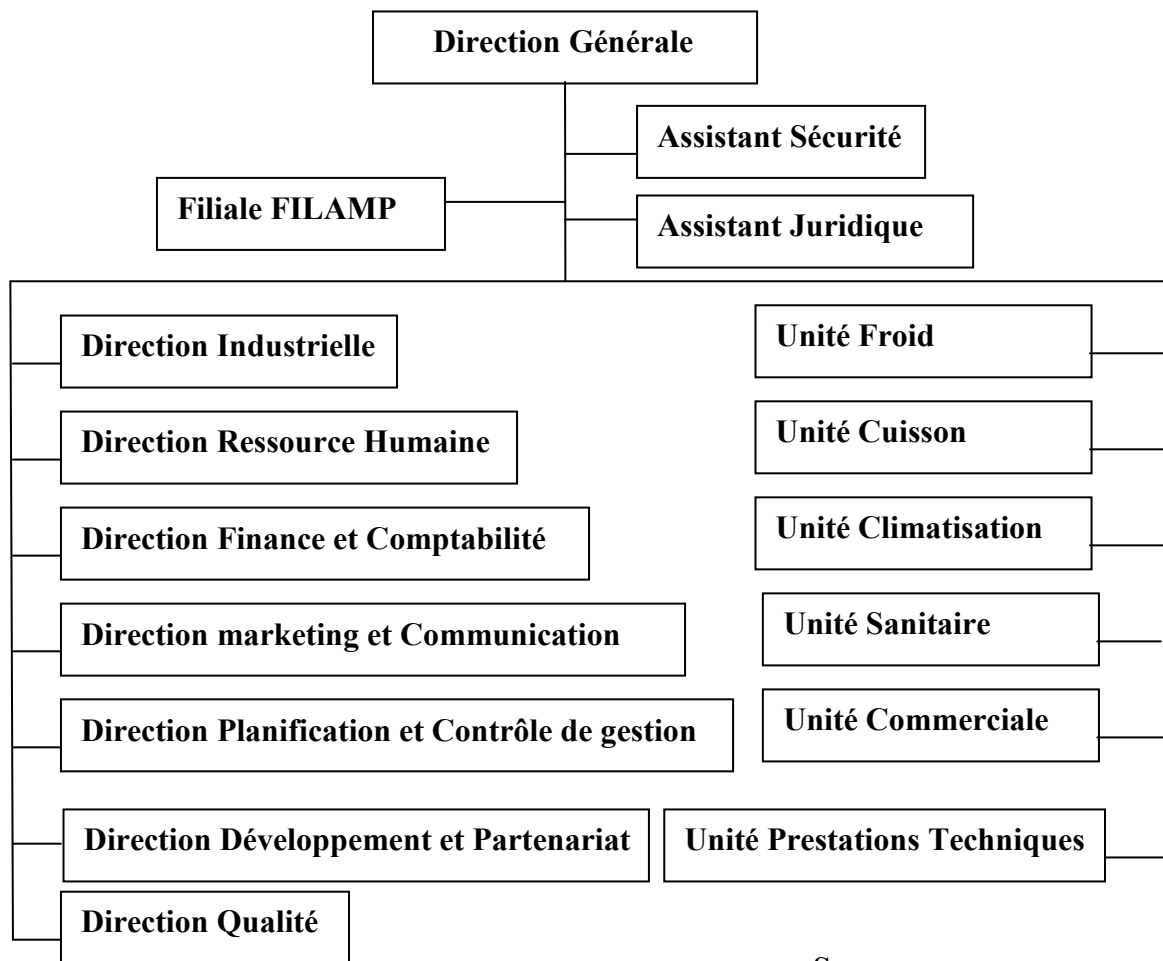 Direction Générale
Assistant Sécurité
Filiale FILAMP
Assistant Juridique
Direction Industrielle
Unité Froid
Direction Ressource Humaine
Unité Cuisson
Direction Finance et Comptabilité
Unité Climatisation
Direction marketing et Communication
Unité Sanitaire
Direction Planification et Contrôle de gestion
Unité Commerciale
Direction Développement et Partenariat
Unité Prestations Techniques
Direction Qualité